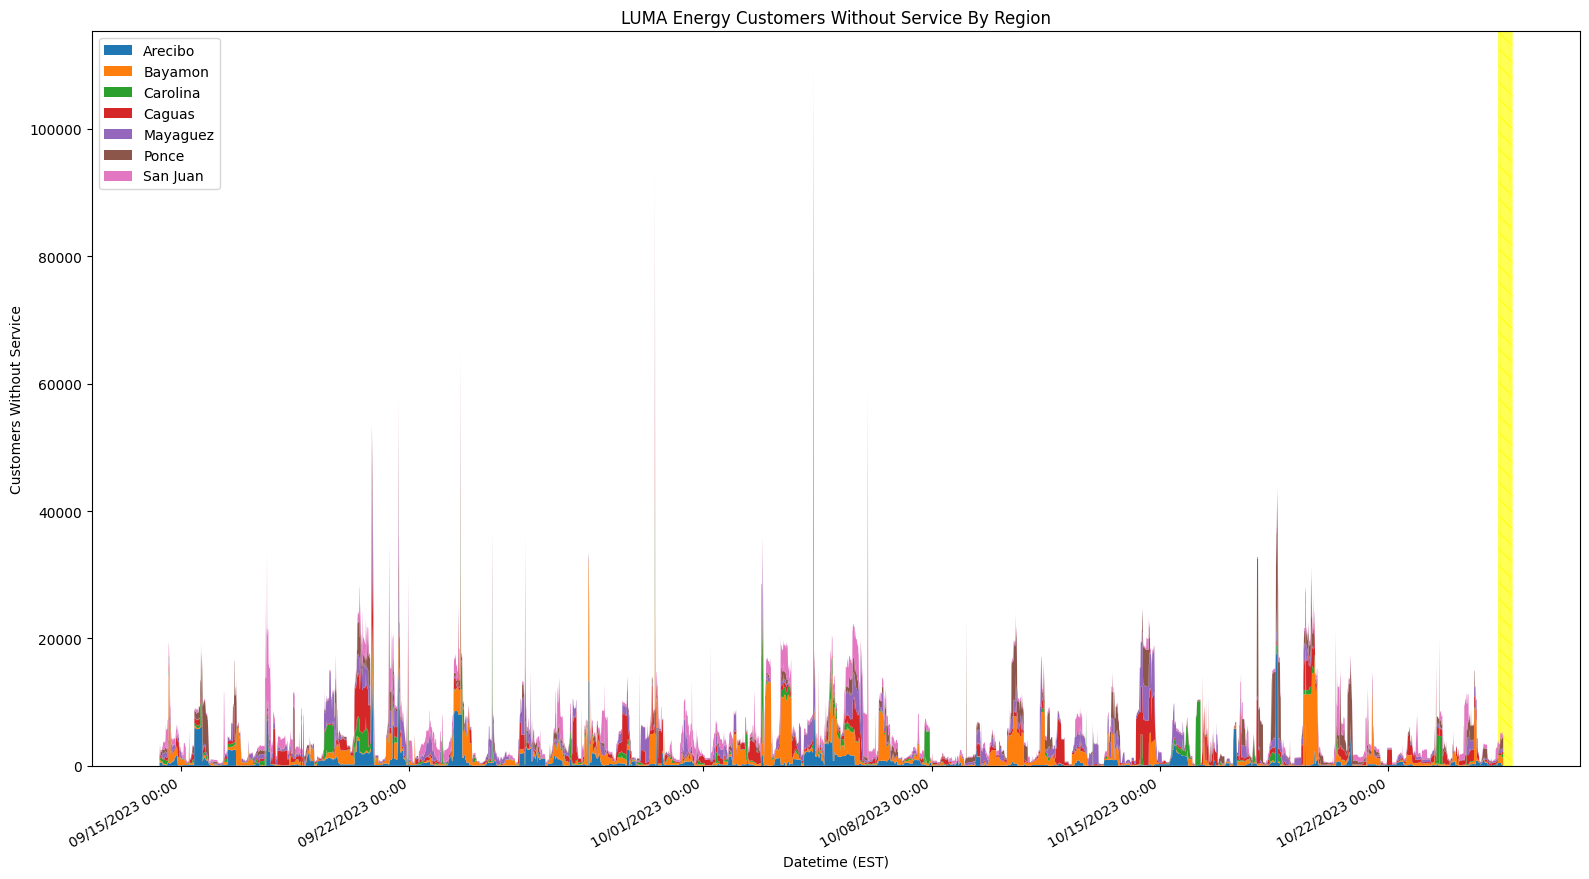 LUMA Energy Customers Without Service By Region
Arecibo
Bayamon
Carolina
Caguas
Mayaguez
Ponce
San Juan
100000
80000
60000
40000
20000
0
Customers Without Service
09/15/2023 00:00
09/22/2023 00:00
10/01/2023 00:00
10/08/2023 00:00
10/15/2023 00:00
10/22/2023 00:00
Datetime (EST)